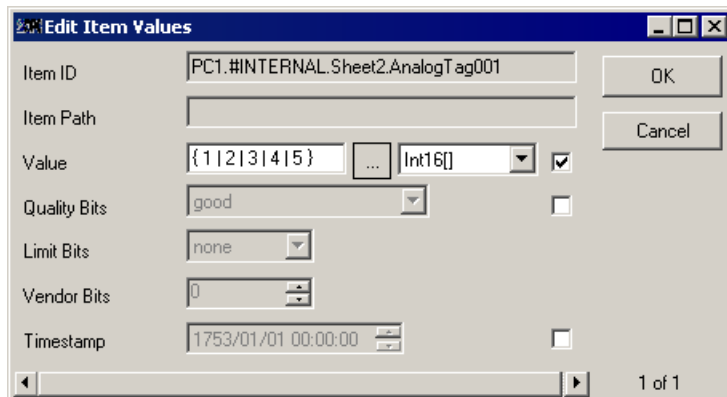 Edit Item Values
Item ID PC1.#INTERNAL.Sheet2.AnalogTag001 OK
Item Path
Cancel
Value {1|2|3|4|5} ... Int16[]
Quality Bits good
Limit Bits none
Vendor Bits 0
Timestamp 1753/01/01 00:00:00
1 of 1